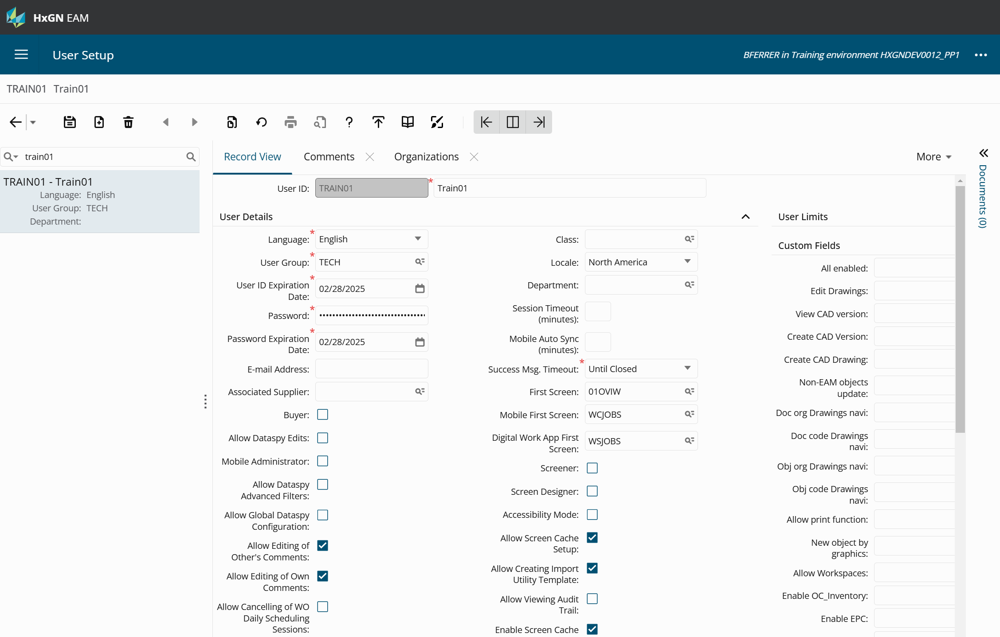 HxGN EAM
User Setup
BFERRER in Training environment HXGNDEV0012_PP1
TRAIN01 Train01
train01
TRAIN01 - Train01
Language: English
User Group: TECH
Department:
Record View
Comments
Organizations
More
Documents (0)
User ID: TRAIN01 * Train01
User Details
Language: * English
User Group: * TECH
User ID Expiration
Date: * 02/28/2025
Password: * ••••••••••••••••••••••••••••••••
Password Expiration
Date: * 02/28/2025
E-mail Address:
Associated Supplier:
Buyer:
Allow Dataspy Edits:
Mobile Administrator:
Allow Dataspy
Advanced Filters:
Allow Global Dataspy
Configuration:
Allow Editing of
Other's Comments:
Allow Editing of Own
Comments:
Allow Cancelling of WO
Daily Scheduling
Sessions:
Class:
Locale: North America
Department:
Session Timeout
(minutes):
Mobile Auto Sync
(minutes):
Success Msg. Timeout: * Until Closed
First Screen: 01OVIW
Mobile First Screen: WCJOBS
Digital Work App First
Screen: WSJOBS
Screener:
Screen Designer:
Accessibility Mode:
Allow Screen Cache
Setup:
Allow Creating Import
Utility Template:
Allow Viewing Audit
Trail:
Enable Screen Cache
User Limits
Custom Fields
All enabled:
Edit Drawings:
View CAD version:
Create CAD Version:
Create CAD Drawing:
Non-EAM objects
update:
Doc org Drawings navi:
Doc code Drawings
navi:
Obj org Drawings navi:
Obj code Drawings
navi:
Allow print function:
New object by
graphics:
Allow Workspaces:
Enable OC_Inventory:
Enable EPC: